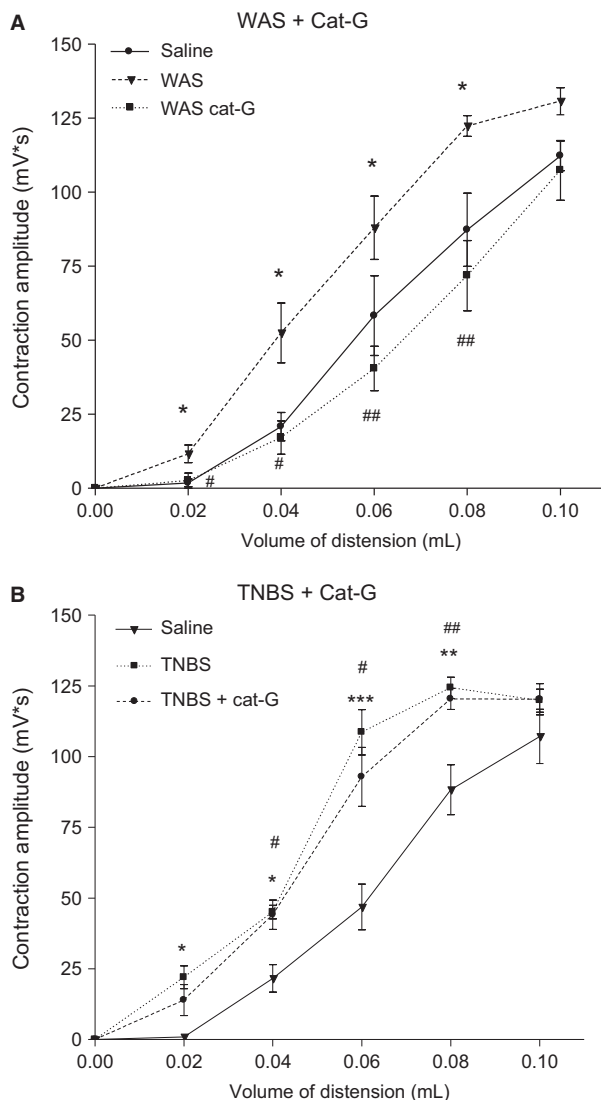 A
WAS + Cat-G
Saline
WAS
WAS cat-G
Contraction amplitude (mV*s)
150
125
100
75
50
25
0
*
*
*
*
#
#
##
##
0.00 0.02 0.04 0.06 0.08 0.10
Volume of distension (mL)
B
TNBS + Cat-G
Saline
TNBS
TNBS + cat-G
Contraction amplitude (mV*s)
150
125
100
75
50
25
0
##
**
#
***
#
*
*
0.00 0.02 0.04 0.06 0.08 0.10
Volume of distension (mL)